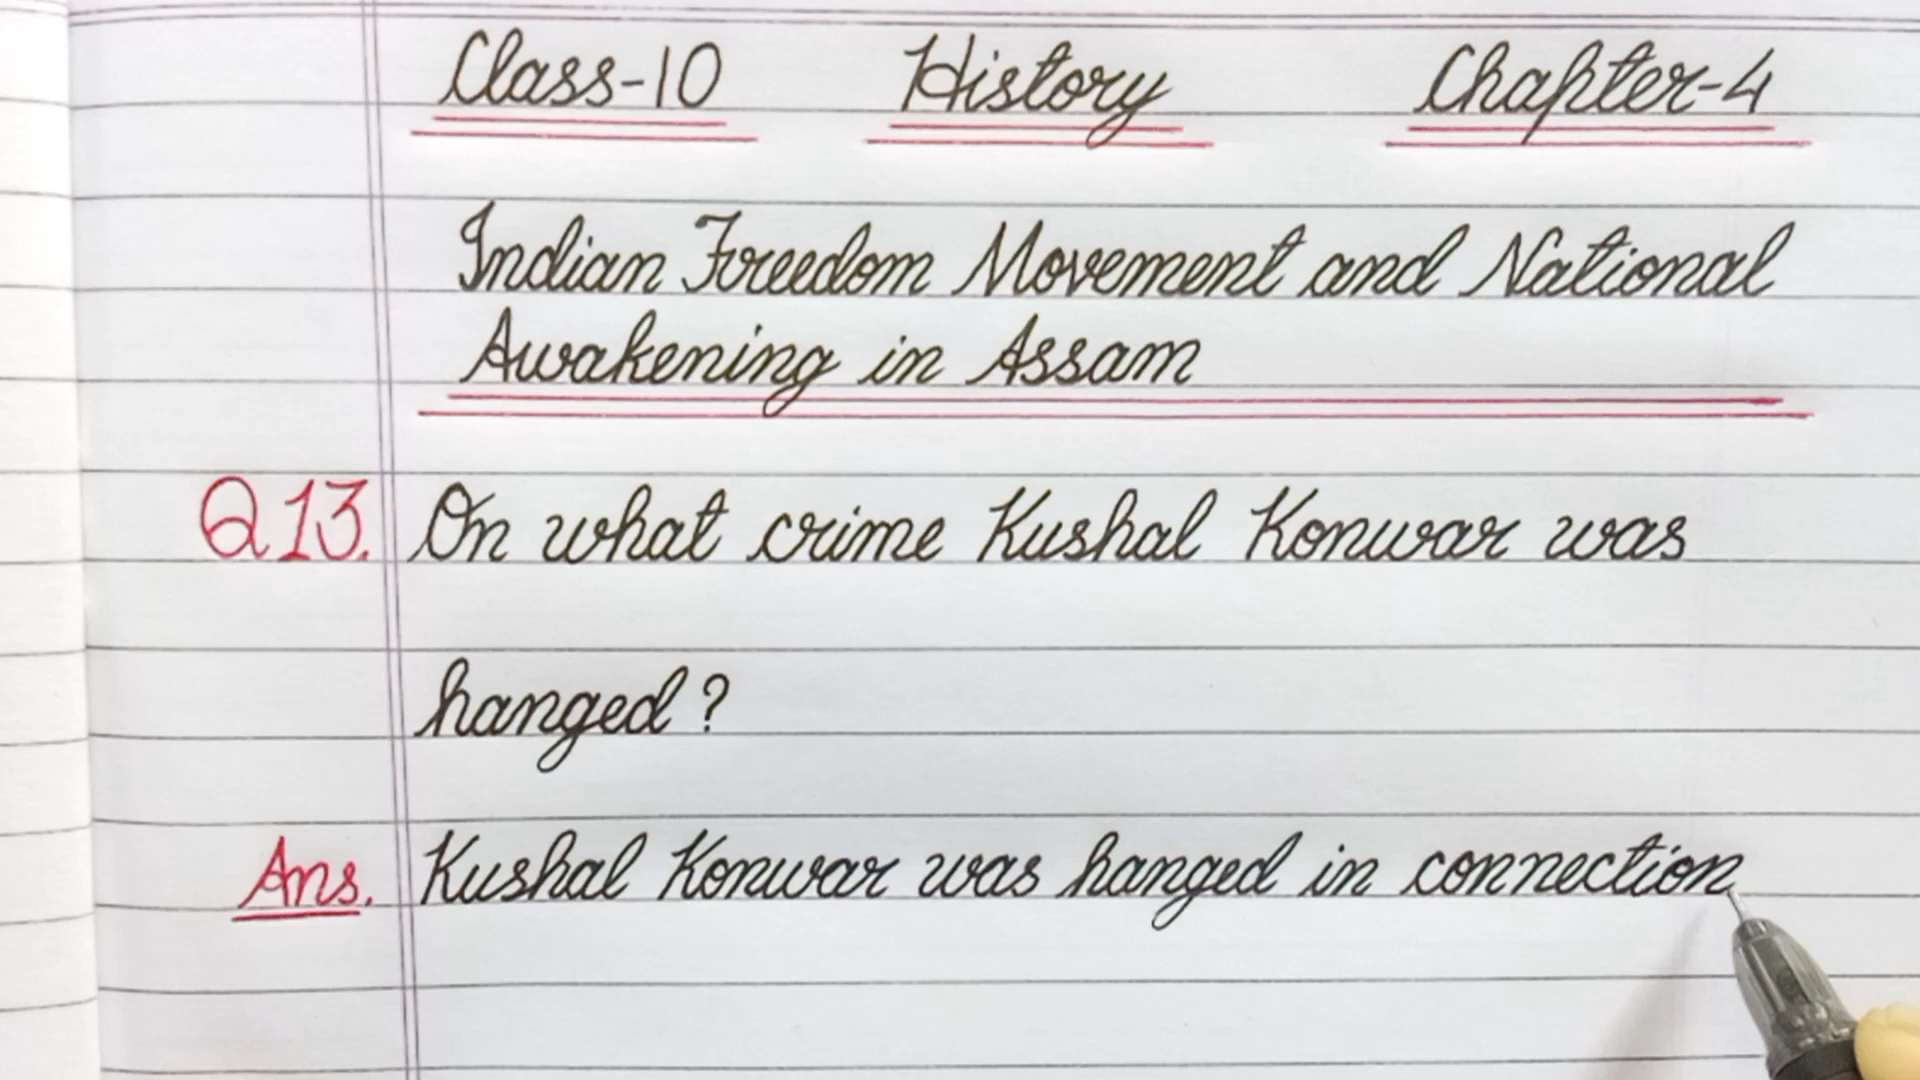 Class-10 History Chapter-4
Indian Freedom Movement and National
Awakening in Assam
Q13. On what crime Kushal Konwar was
hanged?
Ans. Kushal Konwar was hanged in connection